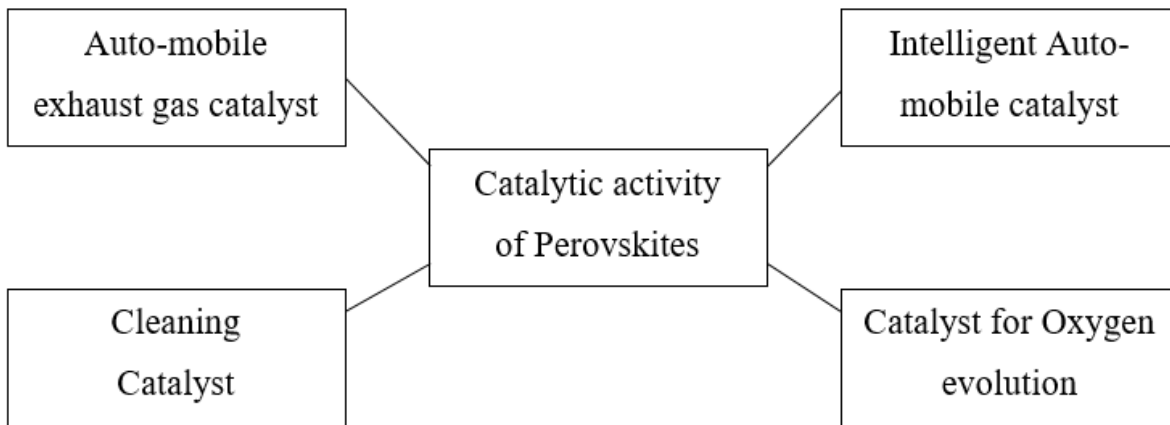 Auto-mobile
exhaust gas catalyst
Intelligent Auto-
mobile catalyst
Catalytic activity
of Perovskites
Cleaning
Catalyst
Catalyst for Oxygen
evolution